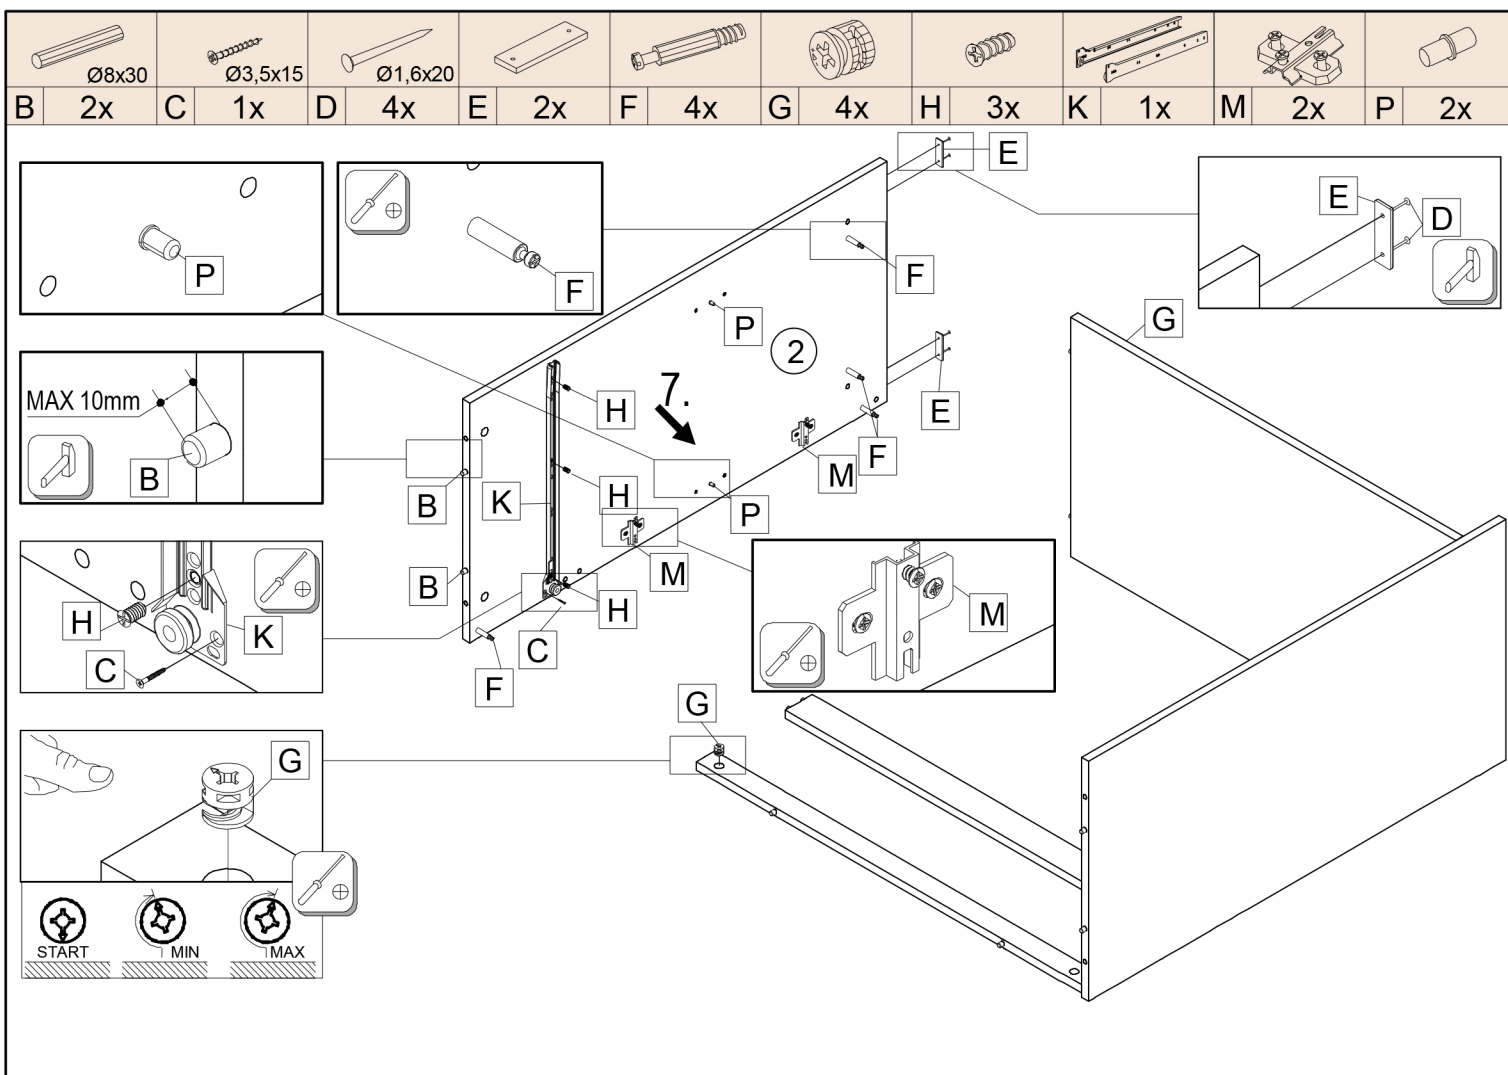 Ø8x30
Ø3,5x15
Ø1,6x20
B 2x C 1x D 4x E 2x F 4x G 4x H 3x K 1x M 2x P 2x
E
E
D
P
F
F
G
P
2
7.
H
E
MAX 10mm
B
M
F
H
K
B
P
M
B
H
M
H
K
C
C
F
G
G
START
MIN
MAX